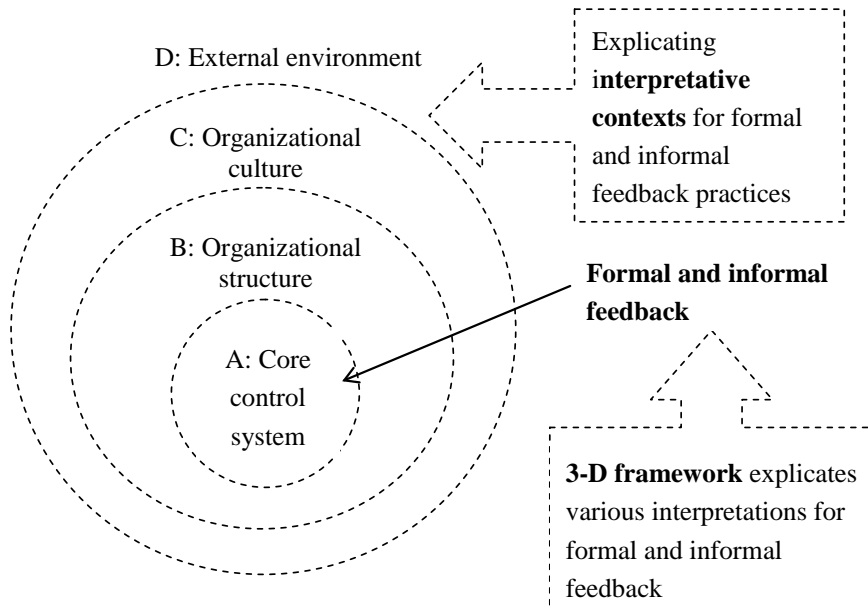 D: External environment
C: Organizational
culture
B: Organizational
structure
A: Core
control
system
Explicating
interpretative
contexts for formal
and informal
feedback practices
Formal and informal
feedback
3-D framework explicates
various interpretations for
formal and informal
feedback